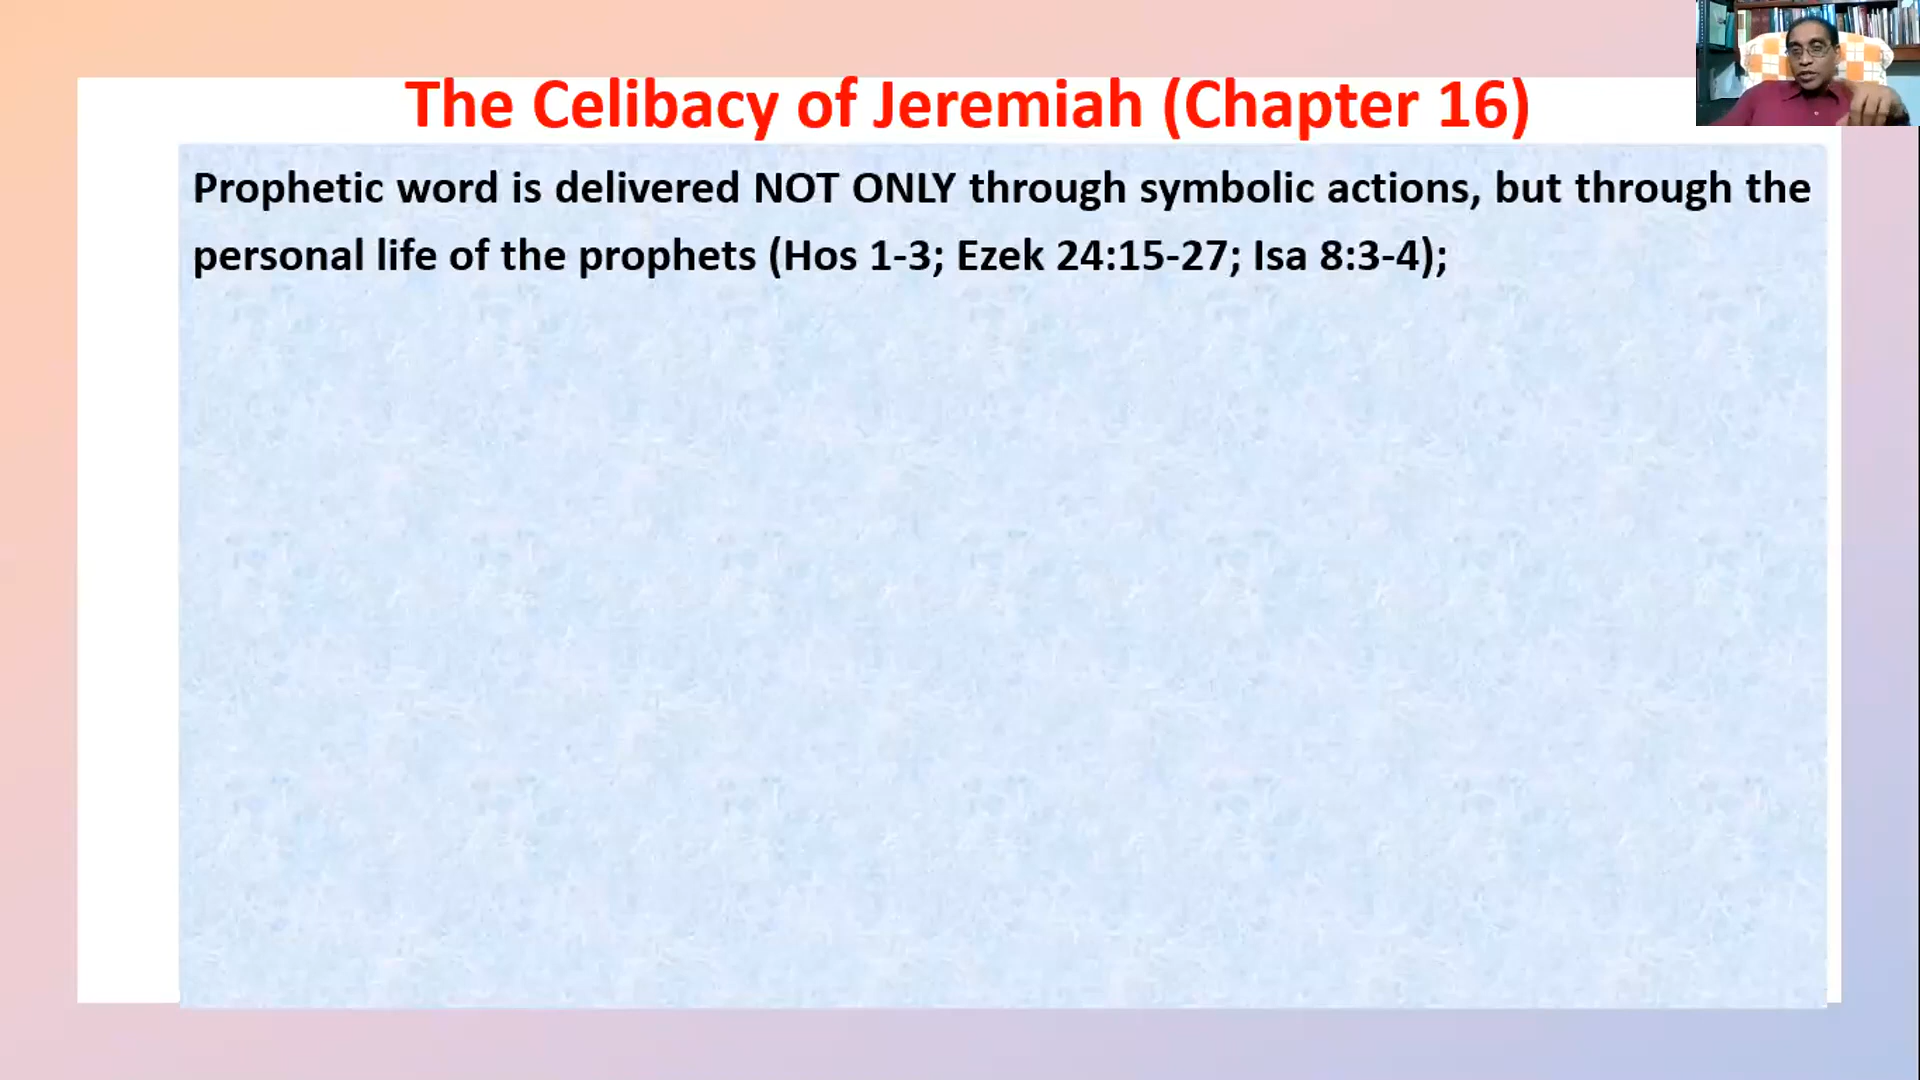 The Celibacy of Jeremiah (Chapter 16)
Prophetic word is delivered NOT ONLY through symbolic actions, but through the
personal life of the prophets (Hos 1-3; Ezek 24:15-27; Isa 8:3-4);